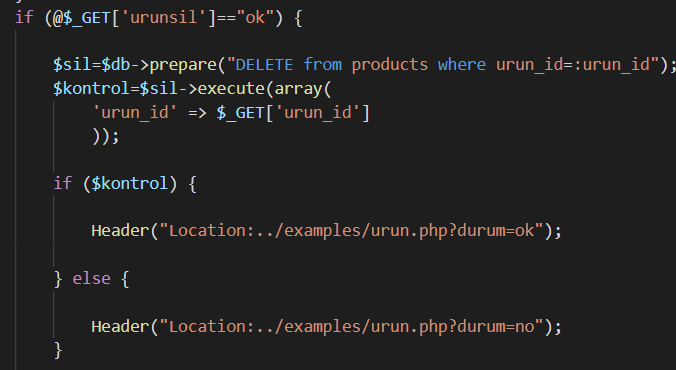 if (@$_GET['urunsil']=="ok") {
$sil=$db->prepare("DELETE from products where urun_id=:urun_id");
$kontrol=$sil->execute(array(
'urun_id' => $_GET['urun_id']
));
if ($kontrol) {
Header("Location:../examples/urun.php?durum=ok");
} else {
Header("Location:../examples/urun.php?durum=no");
}